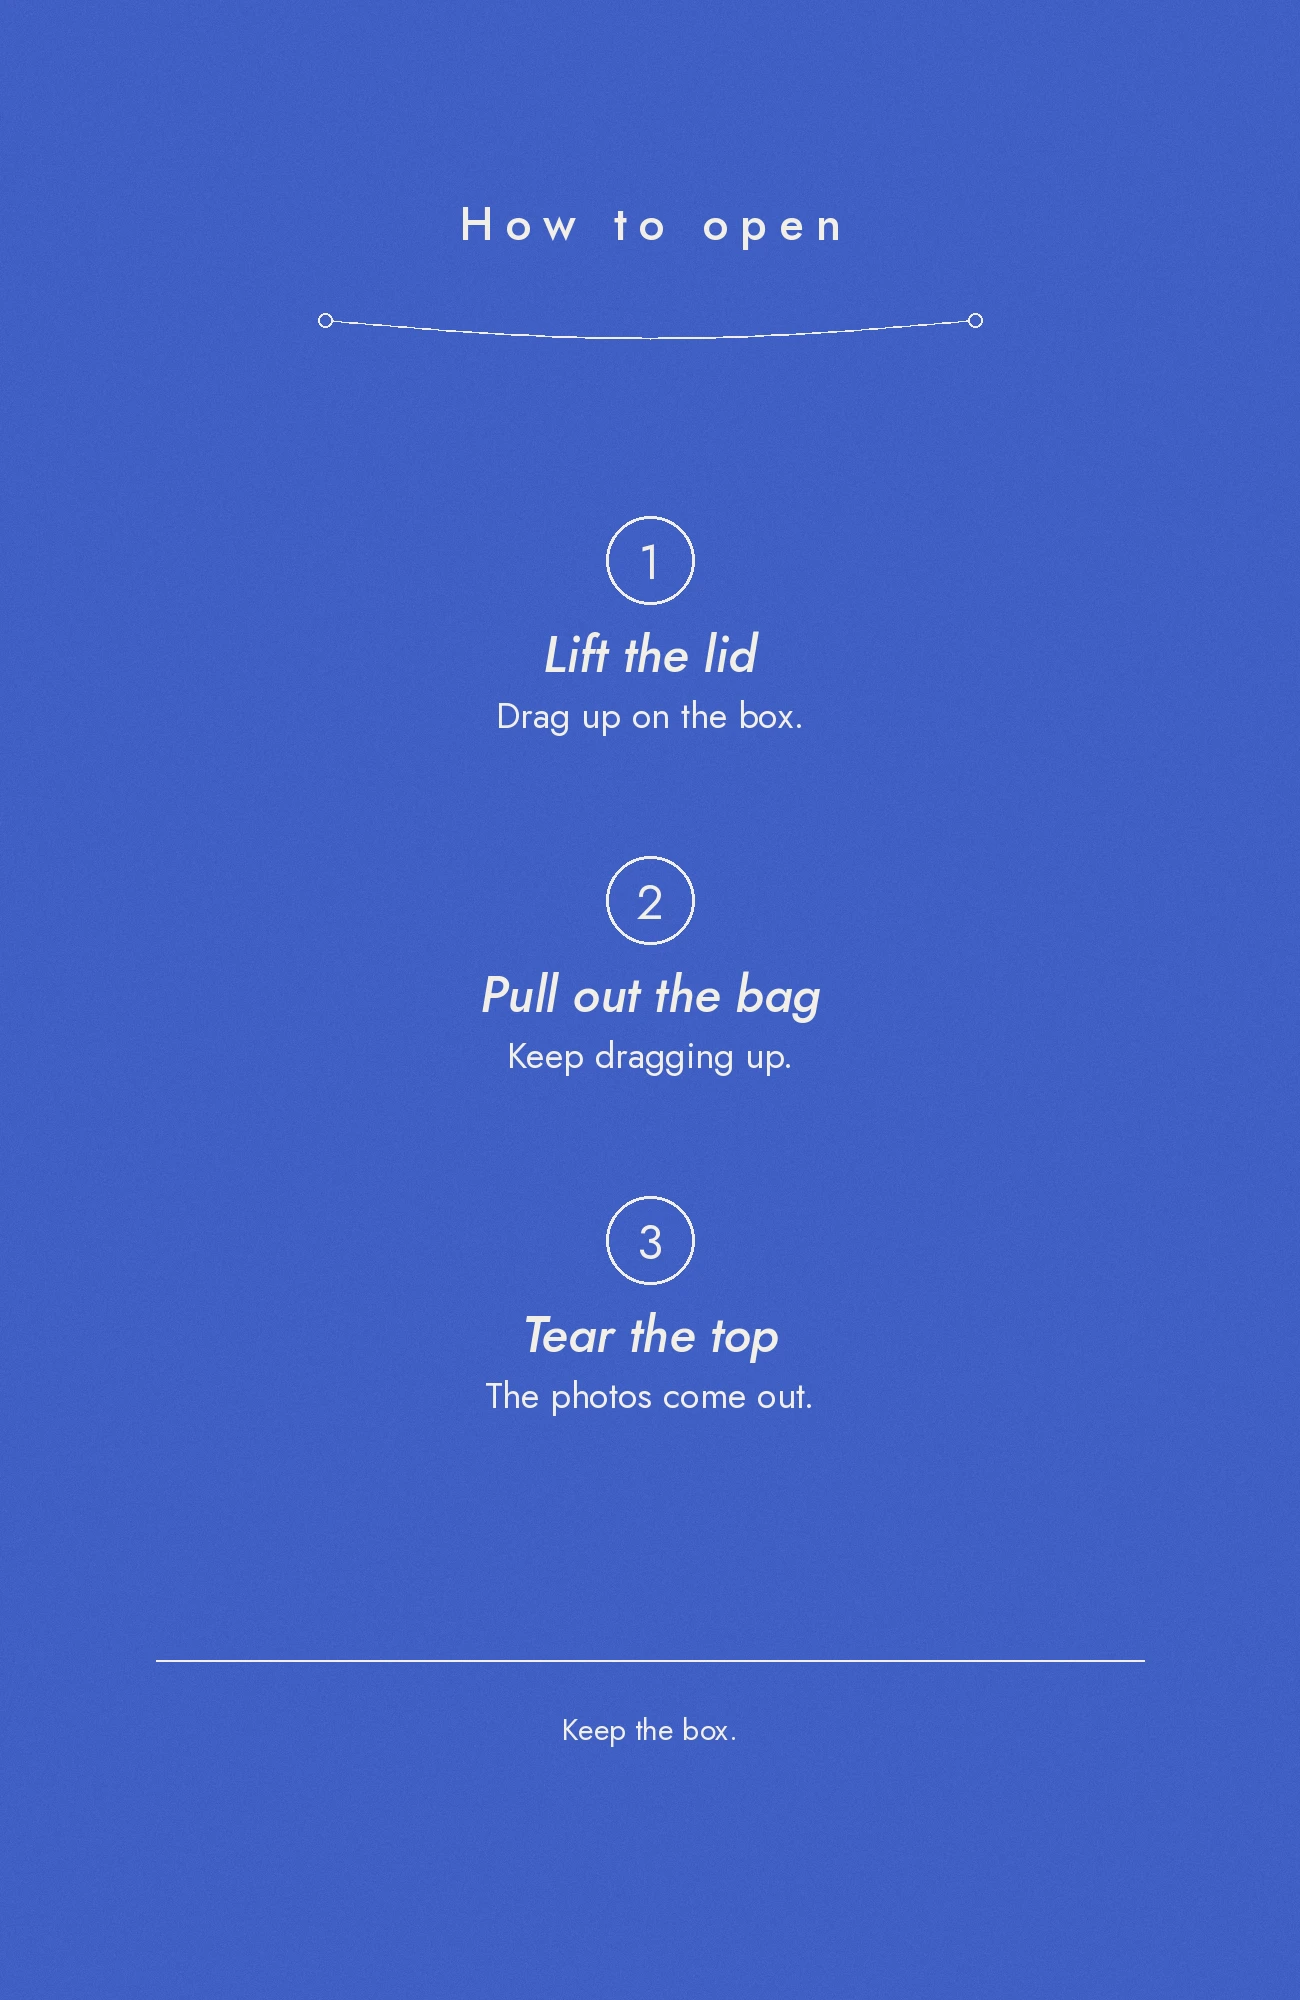 How to open
1
Lift the lid
Drag up on the box.
2
Pull out the bag
Keep dragging up.
3
Tear the top
The photos come out.
Keep the box.